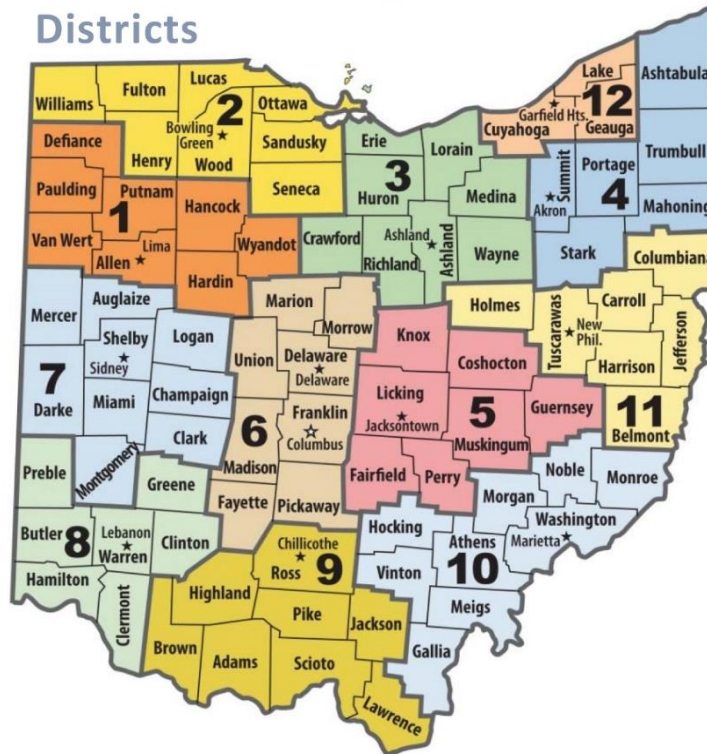 Districts
Lake
Ashtabula
Lucas
Fulton
Williams
2
Ottawa
Garfield Hts.
12
Cuyahoga
Geauga
Bowling
Green
Erie
Lorain
Sandusky
Henry
Wood
Defiance
Summit
Portage
Trumbull
3
Huron
Medina
Seneca
Paulding
Putnam
Hancock
Akron
4
1
Mahoning
Van Wert
Lima
Allen
Wyandot
Crawford
Ashland
Ashland
Richland
Wayne
Stark
Columbiana
Hardin
Auglaize
Marion
Holmes
Carroll
Mercer
Morrow
Knox
Tuscarawas
New
Phil.
Jefferson
Shelby
Logan
Union
Delaware
Delaware
Coshocton
Harrison
Sidney
7
Darke
Miami
Champaign
Licking
Jacksontown
Guernsey
Franklin
Columbus
5
11
Belmont
Clark
6
Madison
Muskingum
Montgomery
Preble
Greene
Fairfield
Perry
Noble
Monroe
Fayette
Pickaway
Morgan
Washington
Marietta
Butler
8
Lebanon
Warren
Clinton
Hocking
Athens
10
Chillicothe
Ross
9
Vinton
Hamilton
Clermont
Highland
Pike
Jackson
Meigs
Brown
Adams
Scioto
Gallia
Lawrence